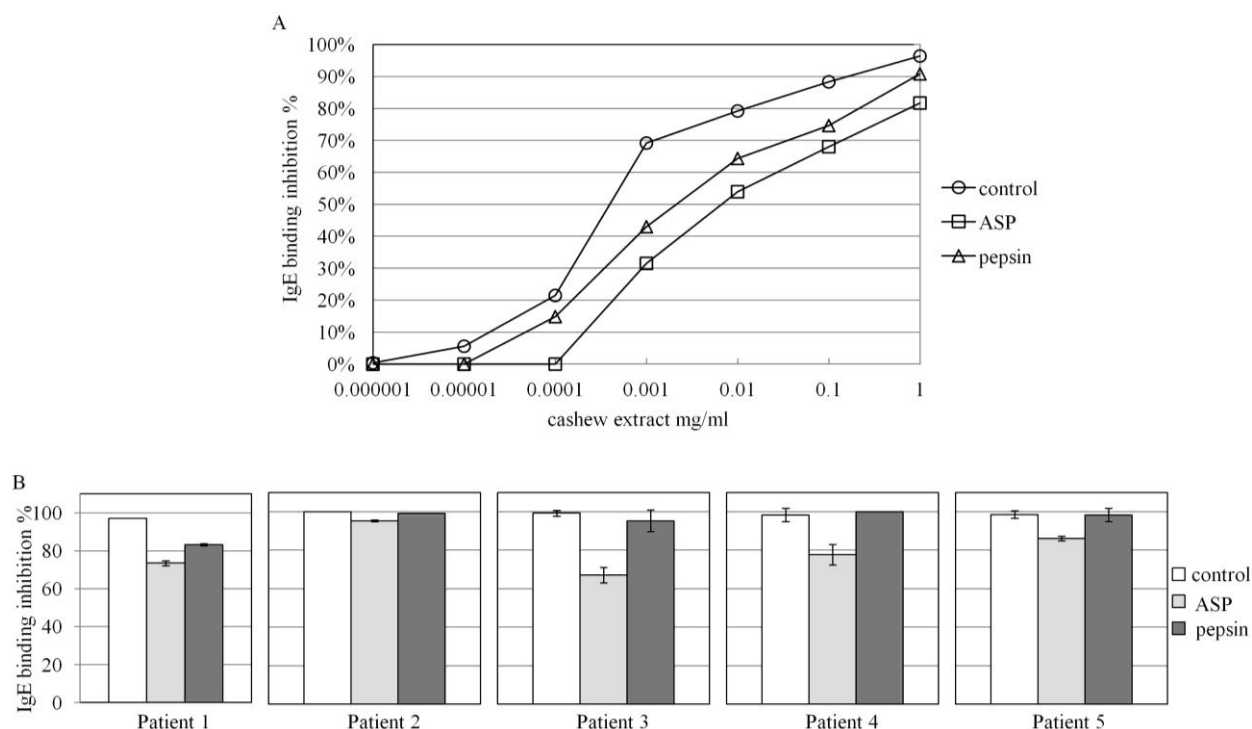 A
IgE binding inhibition %
100%
90%
80%
70%
60%
50%
40%
30%
20%
10%
0%
0.000001 0.00001 0.0001 0.001 0.01 0.1 1
cashew extract mg/ml
control
ASP
pepsin
B
IgE binding inhibition %
100
80
60
40
20
0
Patient 1 Patient 2 Patient 3 Patient 4 Patient 5
control
ASP
pepsin